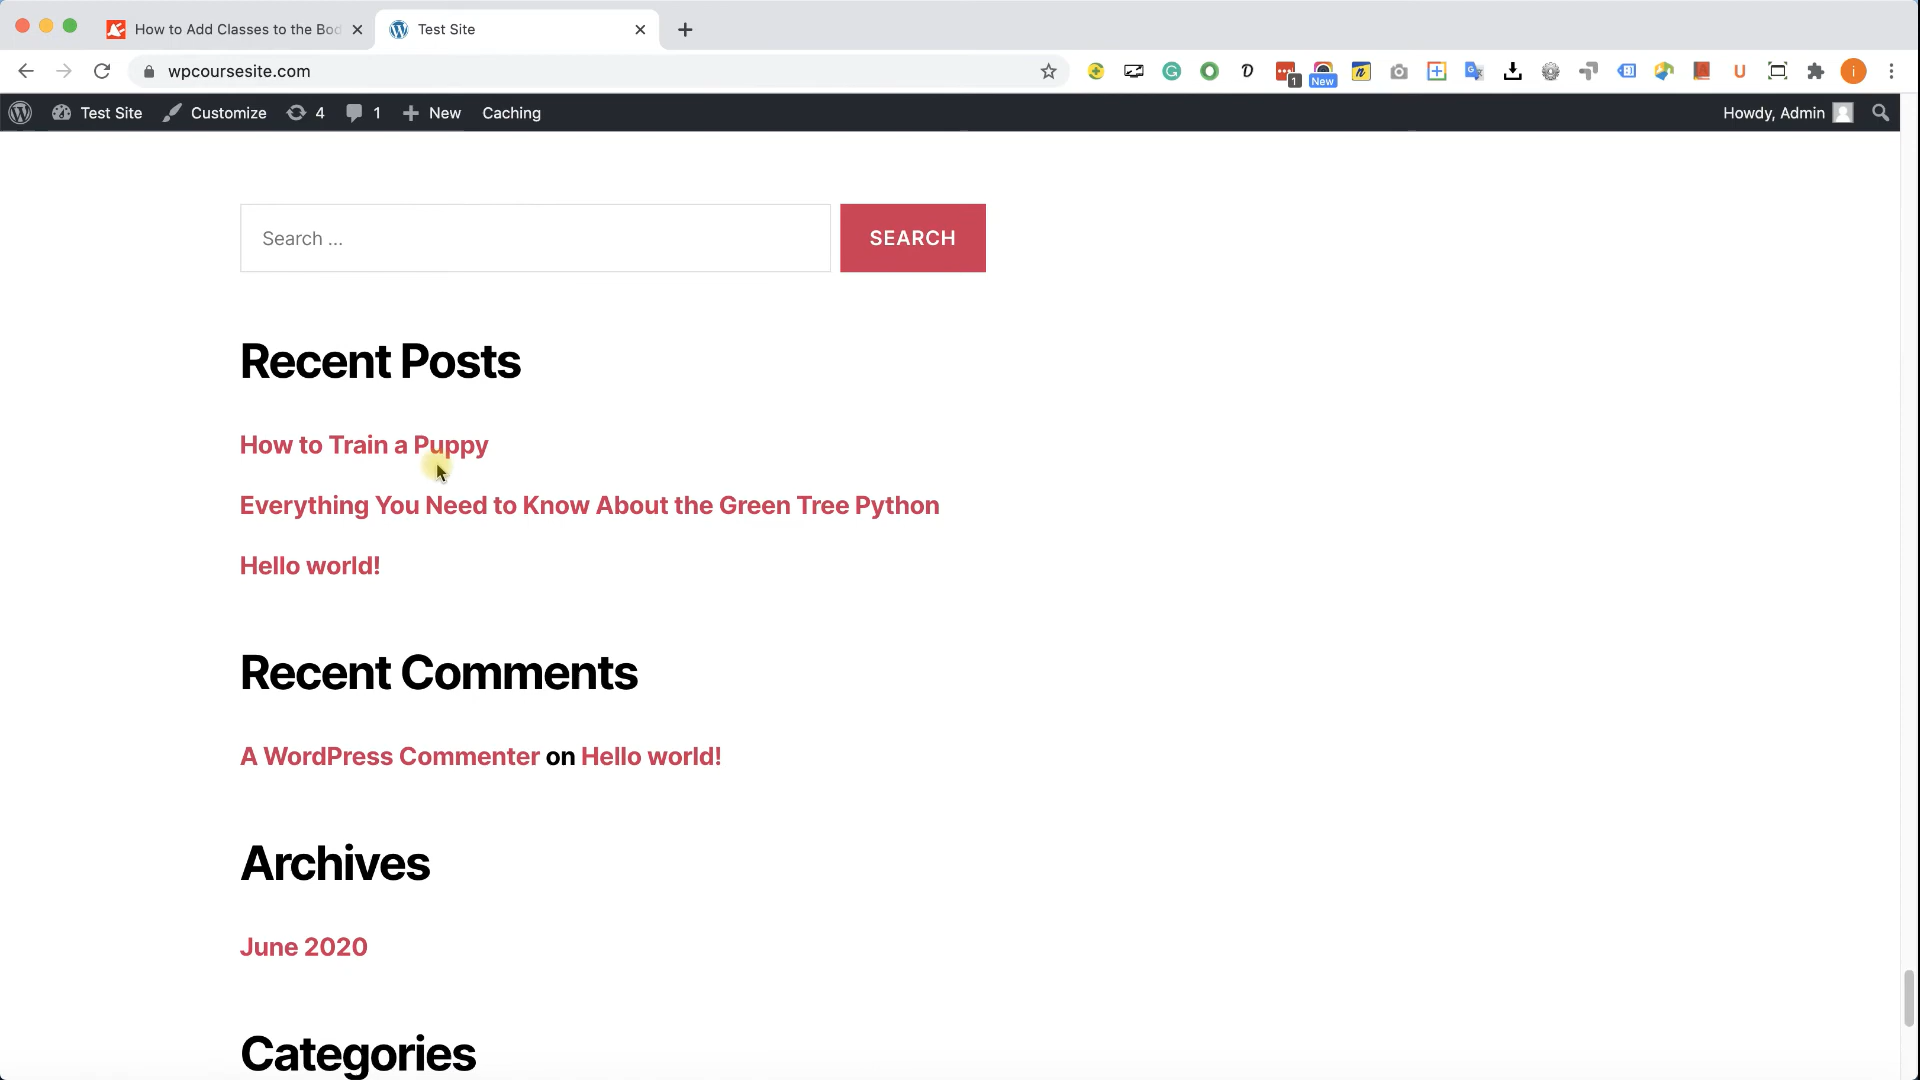 How to Add Classes to the Bod
Test Site
wpcoursesite.com
1
New
Test Site
Customize
4
1
New
Caching
Howdy, Admin
Search ...
SEARCH
Recent Posts
How to Train a Puppy
Everything You Need to Know About the Green Tree Python
Hello world!
Recent Comments
A WordPress Commenter on Hello world!
Archives
June 2020
Categories